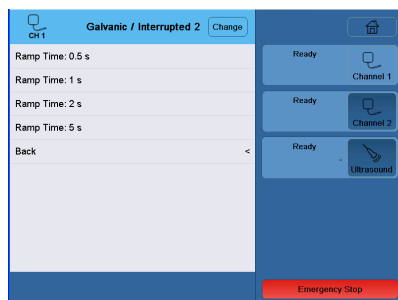 CH 1
Galvanic / Interrupted 2
Change
Ramp Time: 0.5 s
Ramp Time: 1 s
Ramp Time: 2 s
Ramp Time: 5 s
Back <
Ready
Channel 1
Ready
Channel 2
Ready
-
Ultrasound
Emergency Stop